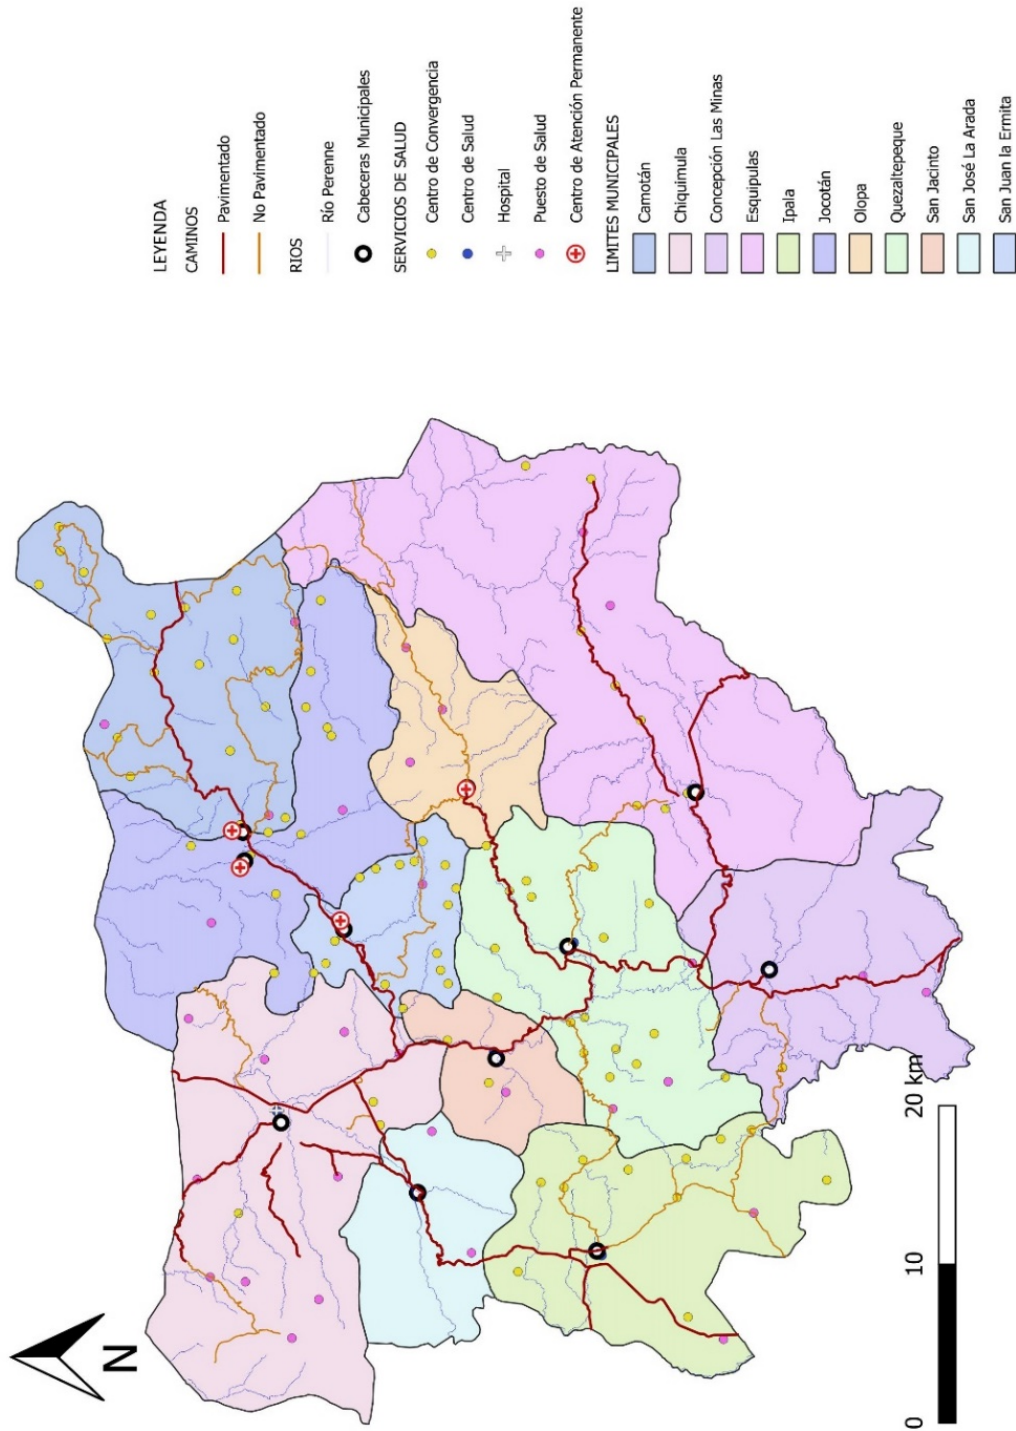 LEYENDA
CAMINOS
Pavimentado
No Pavimentado
RIOS
Río Perenne
Cabeceras Municipales
SERVICIOS DE SALUD
Centro de Convergencia
Centro de Salud
Hospital
Puesto de Salud
Centro de Atención Permanente
LIMITES MUNICIPALES
Camotán
Chiquimula
Concepción Las Minas
Esquipulas
Ipala
Jocotán
Olopa
Quezaltepeque
San Jacinto
San José La Arada
San Juan la Ermita
N
0
10
20 km